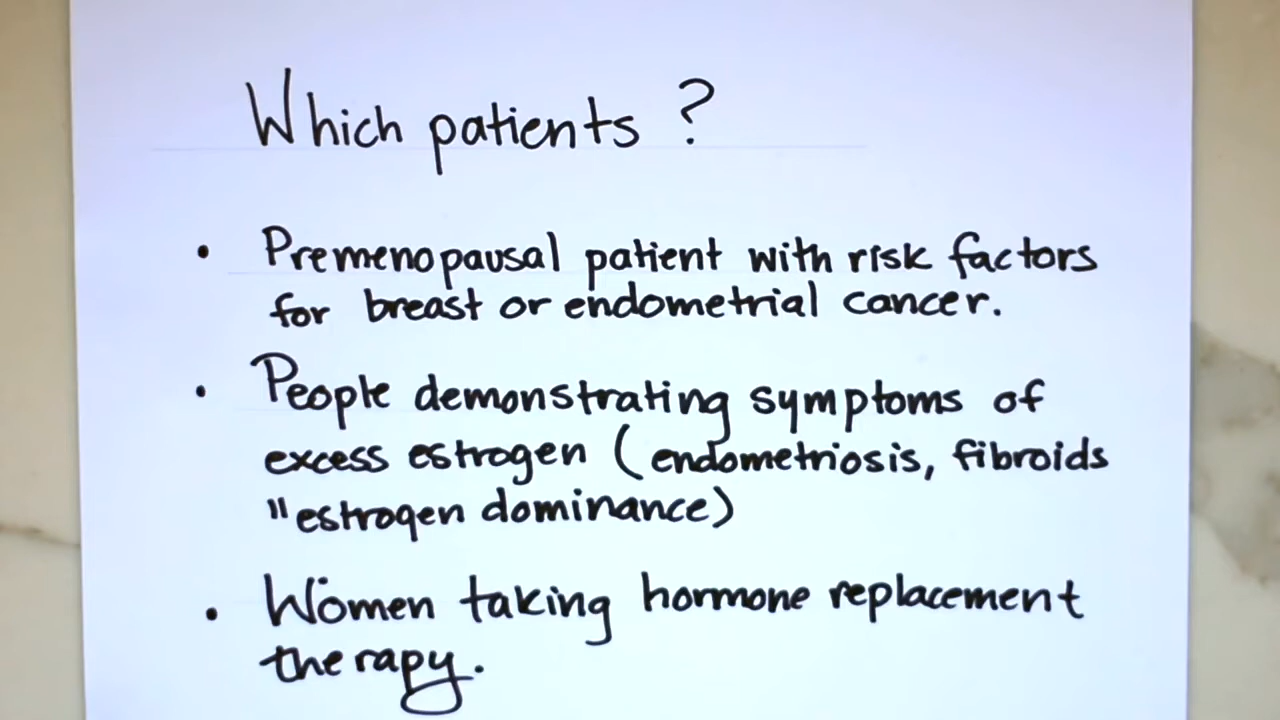 Which patients ?
• Premenopausal patient with risk factors
for breast or endometrial cancer.
• People demonstrating symptoms of
excess estrogen (endometriosis, fibroids
"estrogen dominance)
• Women taking hormone replacement
therapy.